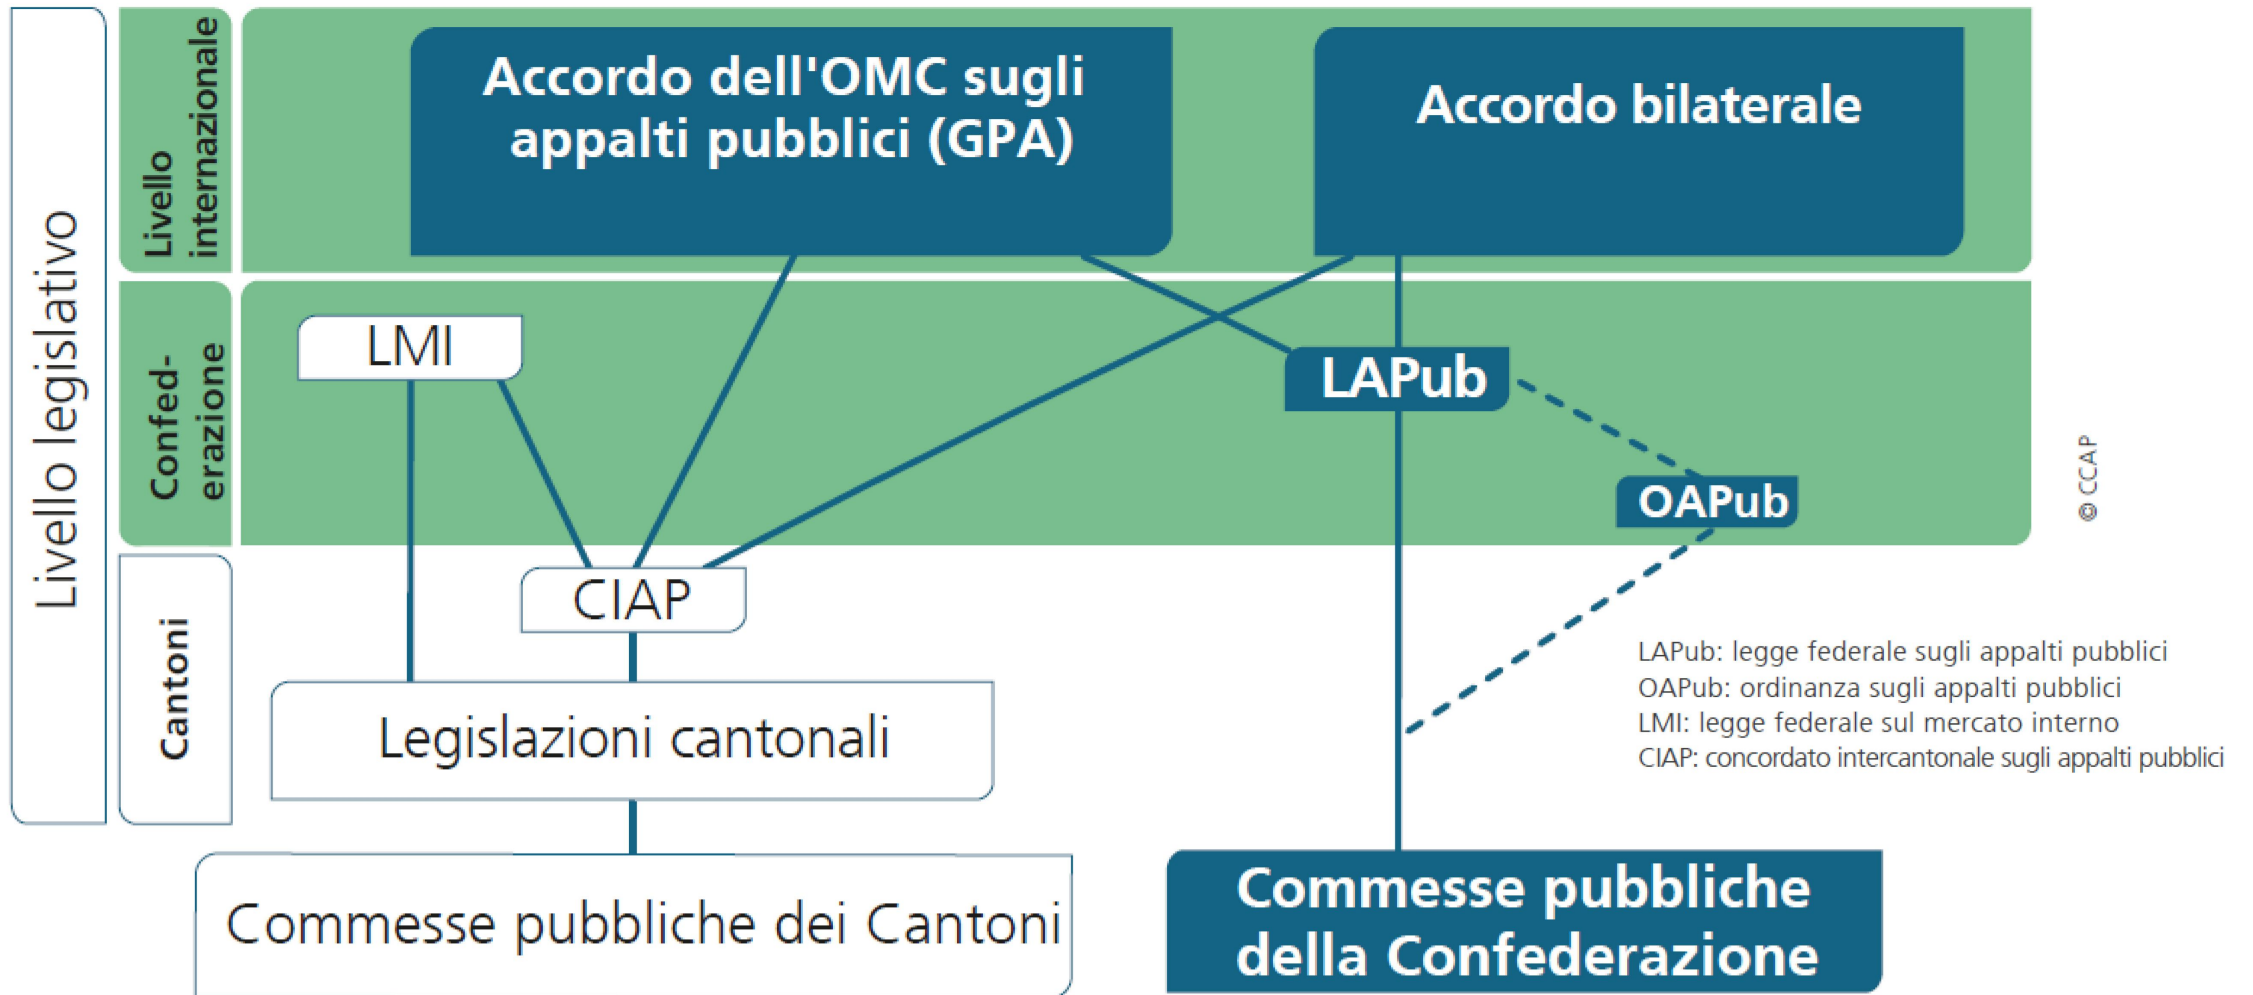 Livello legislativo
Livello
internazionale
Accordo dell'OMC sugli
appalti pubblici (GPA)
Accordo bilaterale
Confed-
erazione
LMI
LAPub
OAPub
© CCAP
Cantoni
CIAP
Legislazioni cantonali
LAPub: legge federale sugli appalti pubblici
OAPub: ordinanza sugli appalti pubblici
LMI: legge federale sul mercato interno
CIAP: concordato intercantonale sugli appalti pubblici
Commesse pubbliche dei Cantoni
Commesse pubbliche
della Confederazione